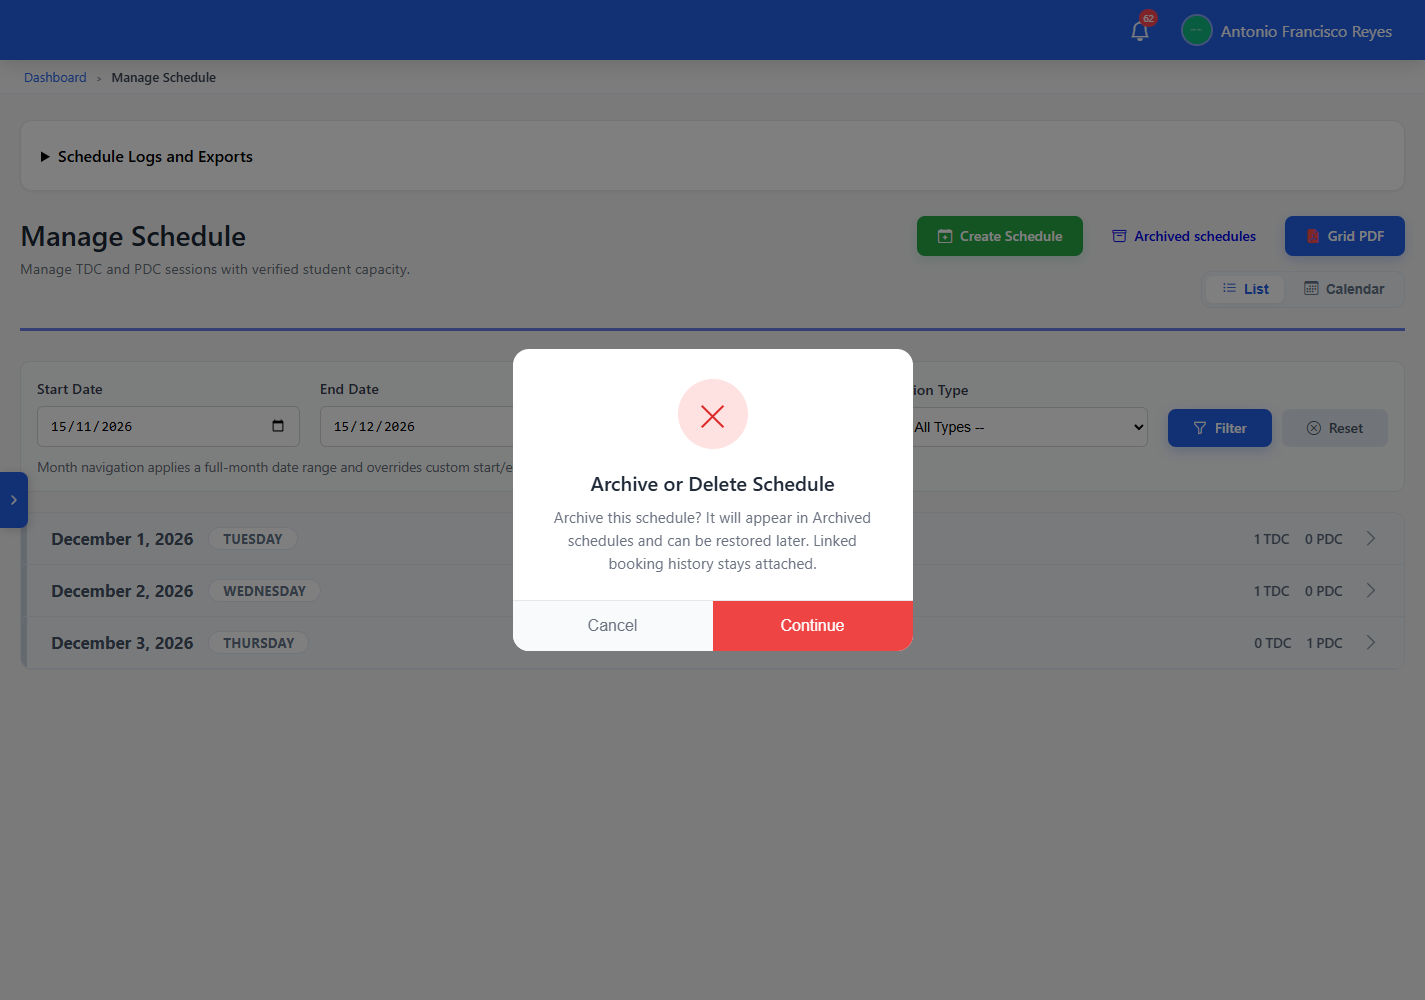 62
Antonio Francisco Reyes
Dashboard › Manage Schedule
Schedule Logs and Exports
Manage Schedule
Manage TDC and PDC sessions with verified student capacity.
Create Schedule
Archived schedules
Grid PDF
List
Calendar
Start Date
End Date
ion Type
15/11/2026
15/12/2026
All Types --
Filter
Reset
Month navigation applies a full-month date range and overrides custom start/e
Archive or Delete Schedule
Archive this schedule? It will appear in Archived
schedules and can be restored later. Linked
booking history stays attached.
Cancel
Continue
December 1, 2026 TUESDAY 1 TDC 0 PDC
December 2, 2026 WEDNESDAY 1 TDC 0 PDC
December 3, 2026 THURSDAY 0 TDC 1 PDC